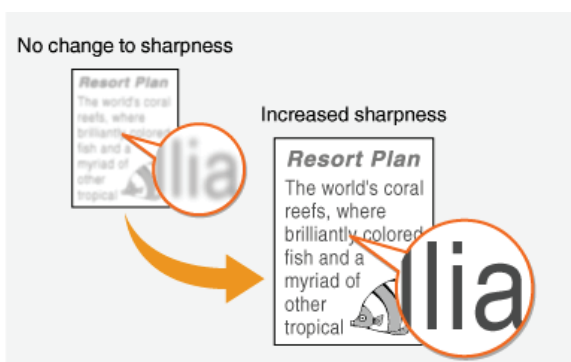 No change to sharpness
Resort Plan
The world's coral
reefs, where
brilliantly colored
fish and a
myriad of
other
tropical
lia
Increased sharpness
Resort Plan
The world's coral
reefs, where
brilliantly colored
fish and a
myriad of
other
tropical
llia